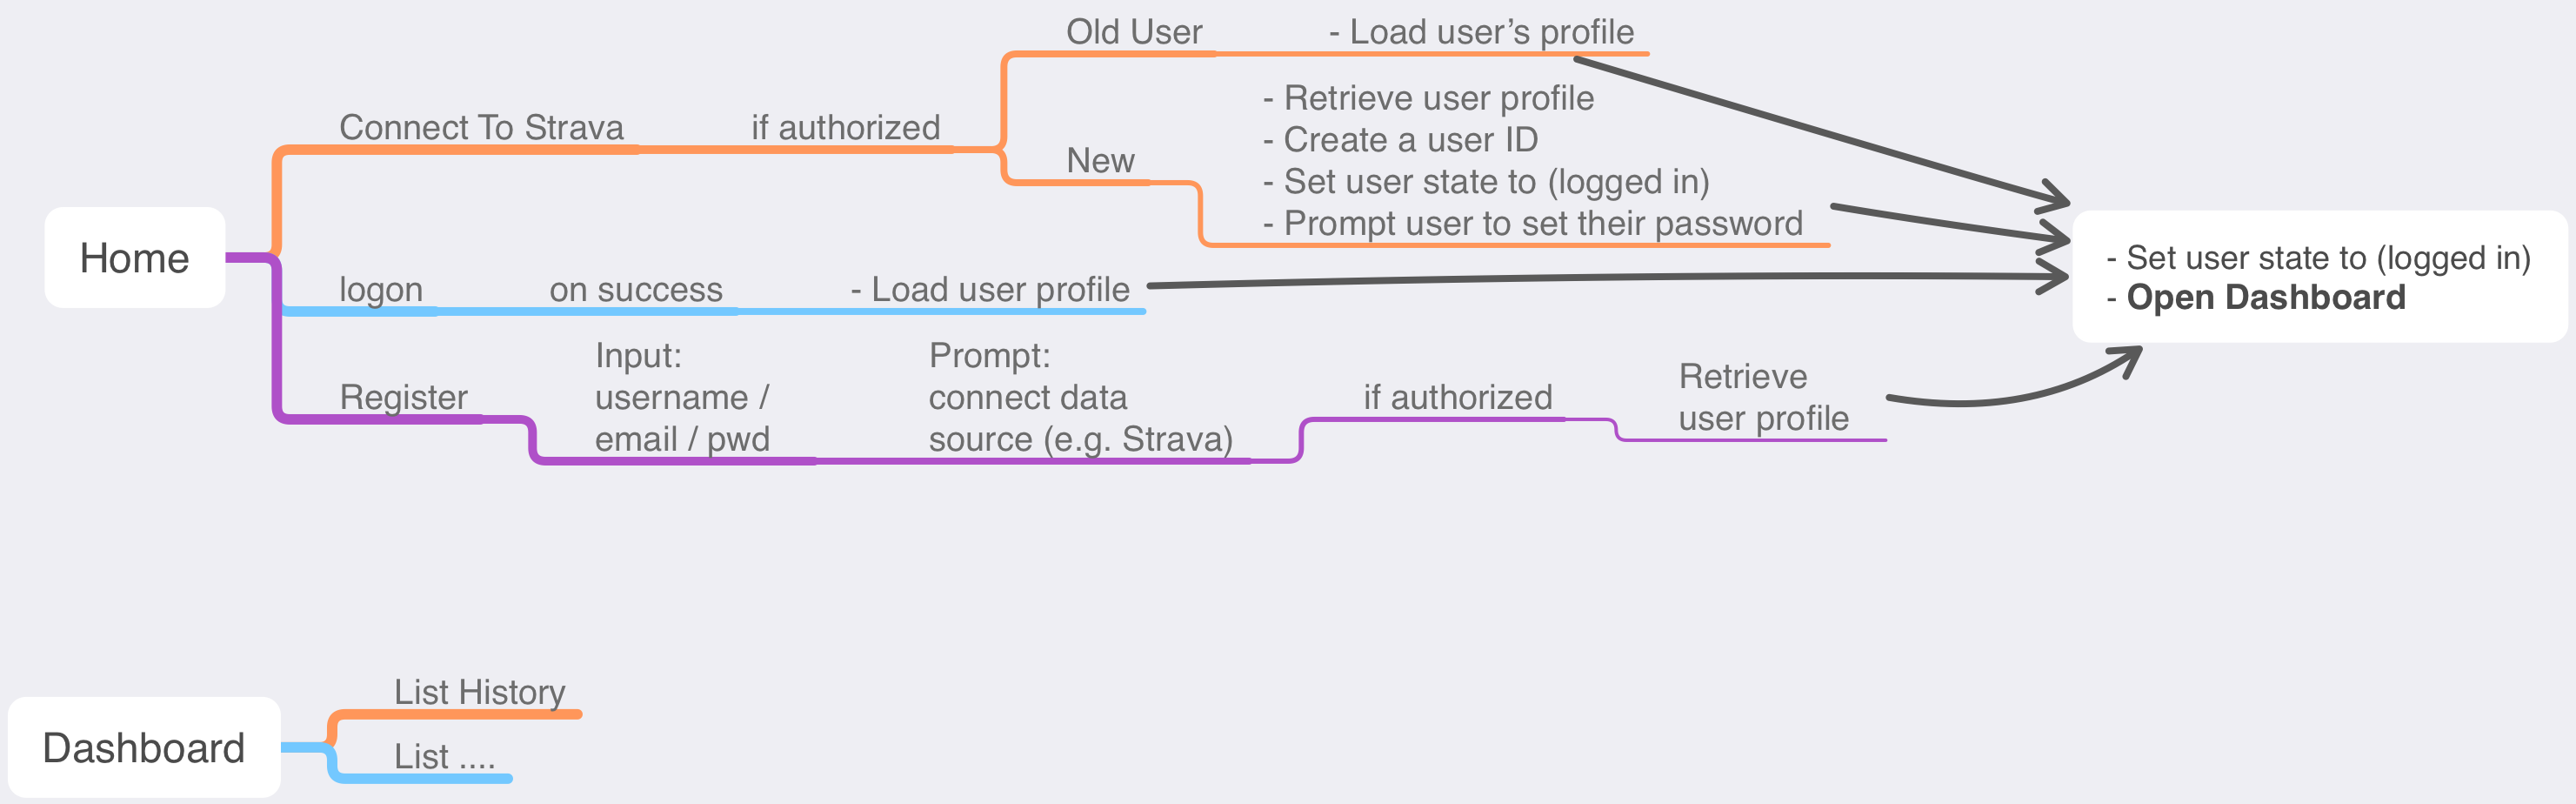 Home
Connect To Strava
if authorized
Old User
- Load user’s profile
New
- Retrieve user profile
- Create a user ID
- Set user state to (logged in)
- Prompt user to set their password
logon
on success
- Load user profile
Register
Input:
username /
email / pwd
Prompt:
connect data
source (e.g. Strava)
if authorized
Retrieve
user profile
- Set user state to (logged in)
- Open Dashboard
Dashboard
List History
List ....